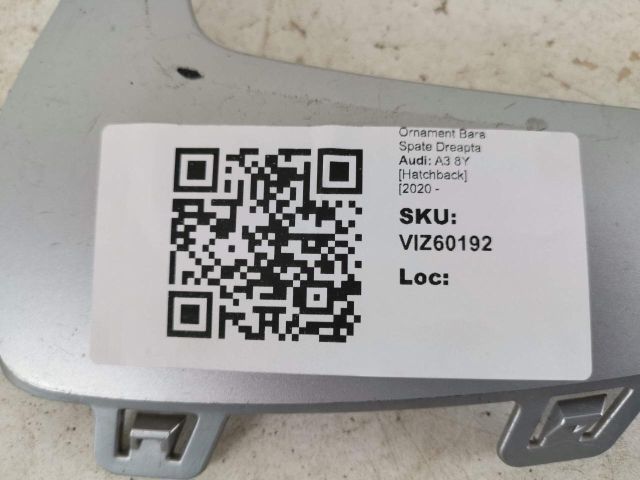 Ornament Bara
Spate Dreapta
Audi: A3 8Y
[Hatchback]
[2020 -
SKU:
VIZ60192
Loc: